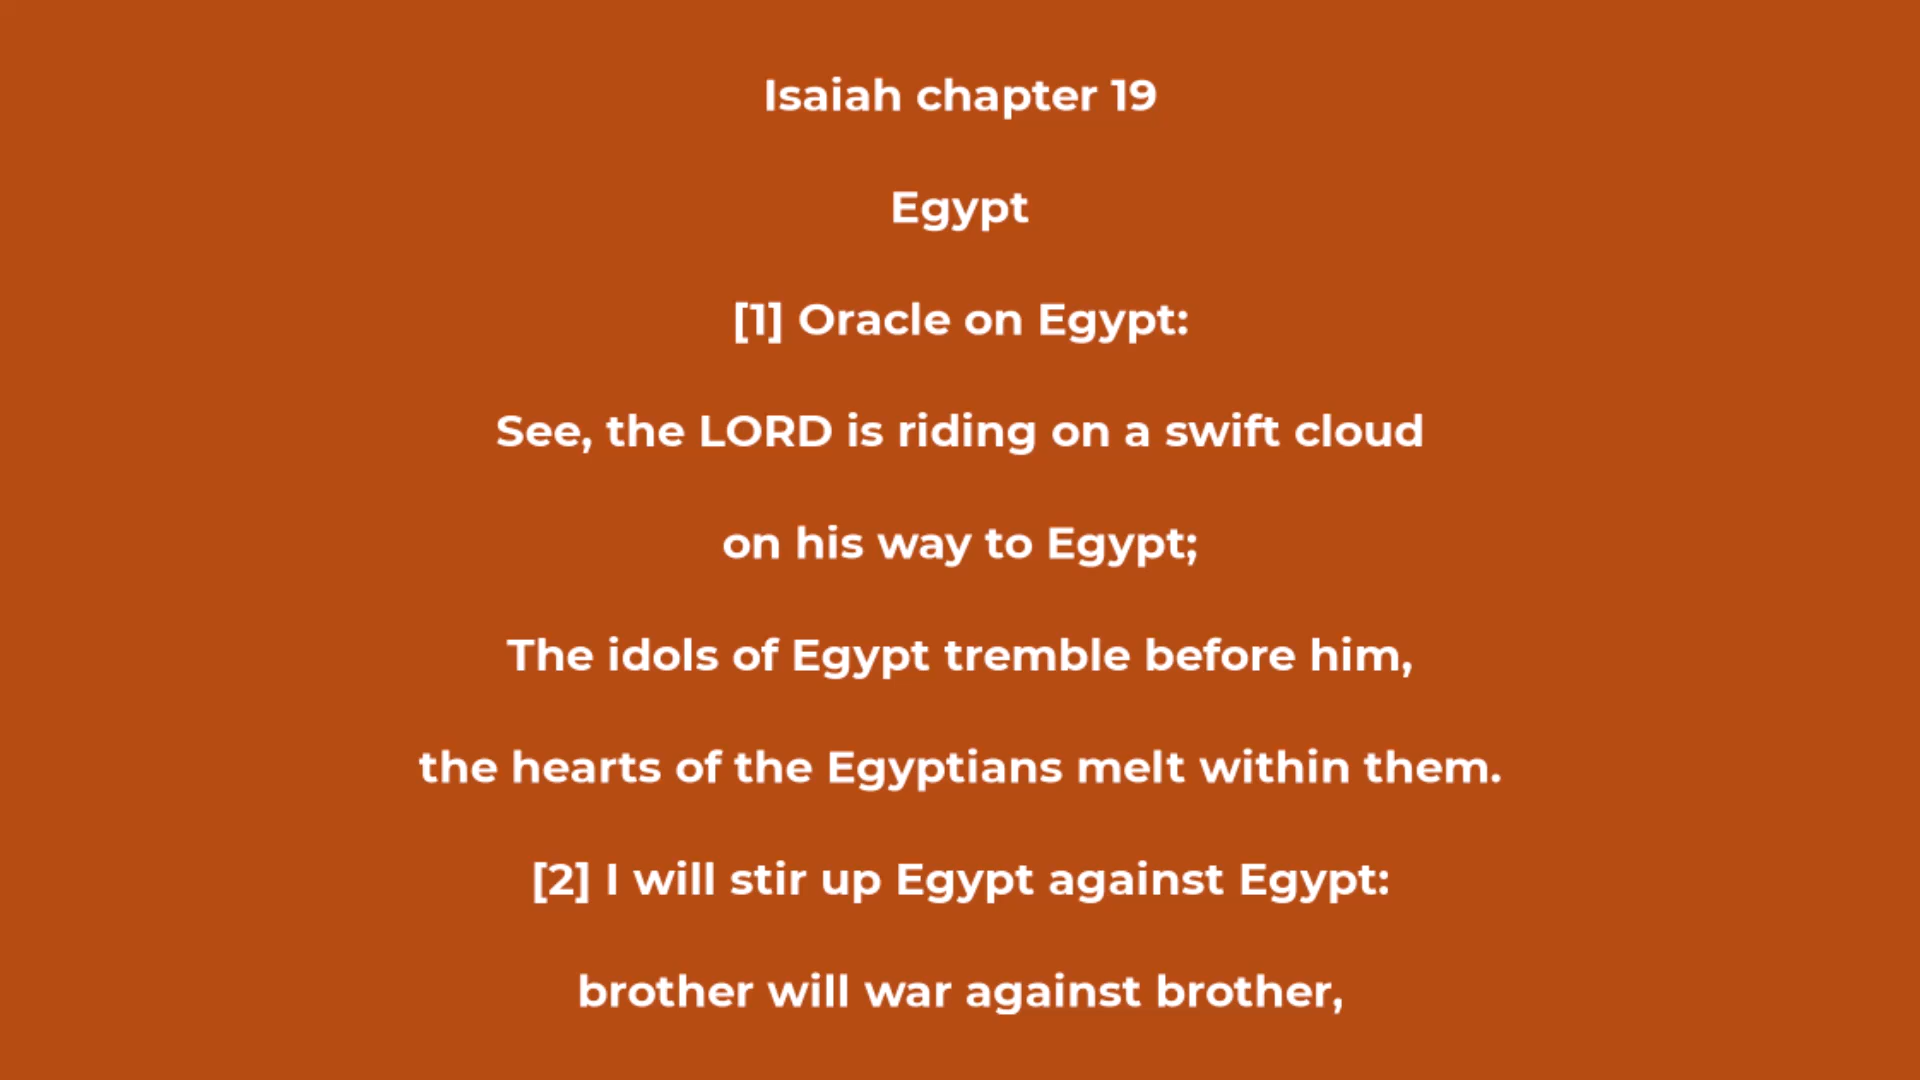 Isaiah chapter 19
Egypt
[1] Oracle on Egypt:
See, the LORD is riding on a swift cloud
on his way to Egypt;
The idols of Egypt tremble before him,
the hearts of the Egyptians melt within them.
[2] I will stir up Egypt against Egypt:
brother will war against brother,